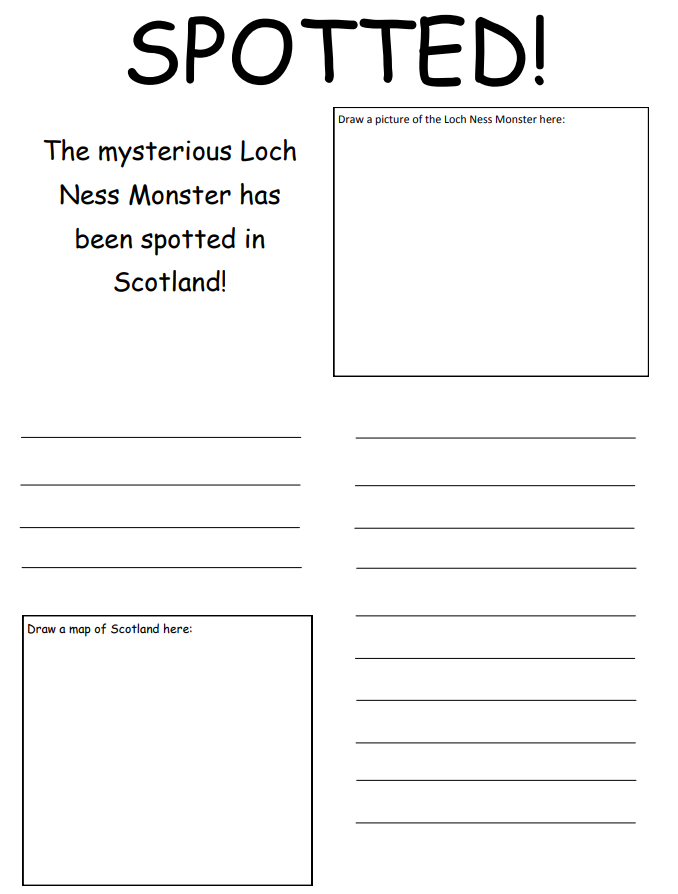 SPOTTED!
The mysterious Loch
Ness Monster has
been spotted in
Scotland!
Draw a picture of the Loch Ness Monster here:
Draw a map of Scotland here: